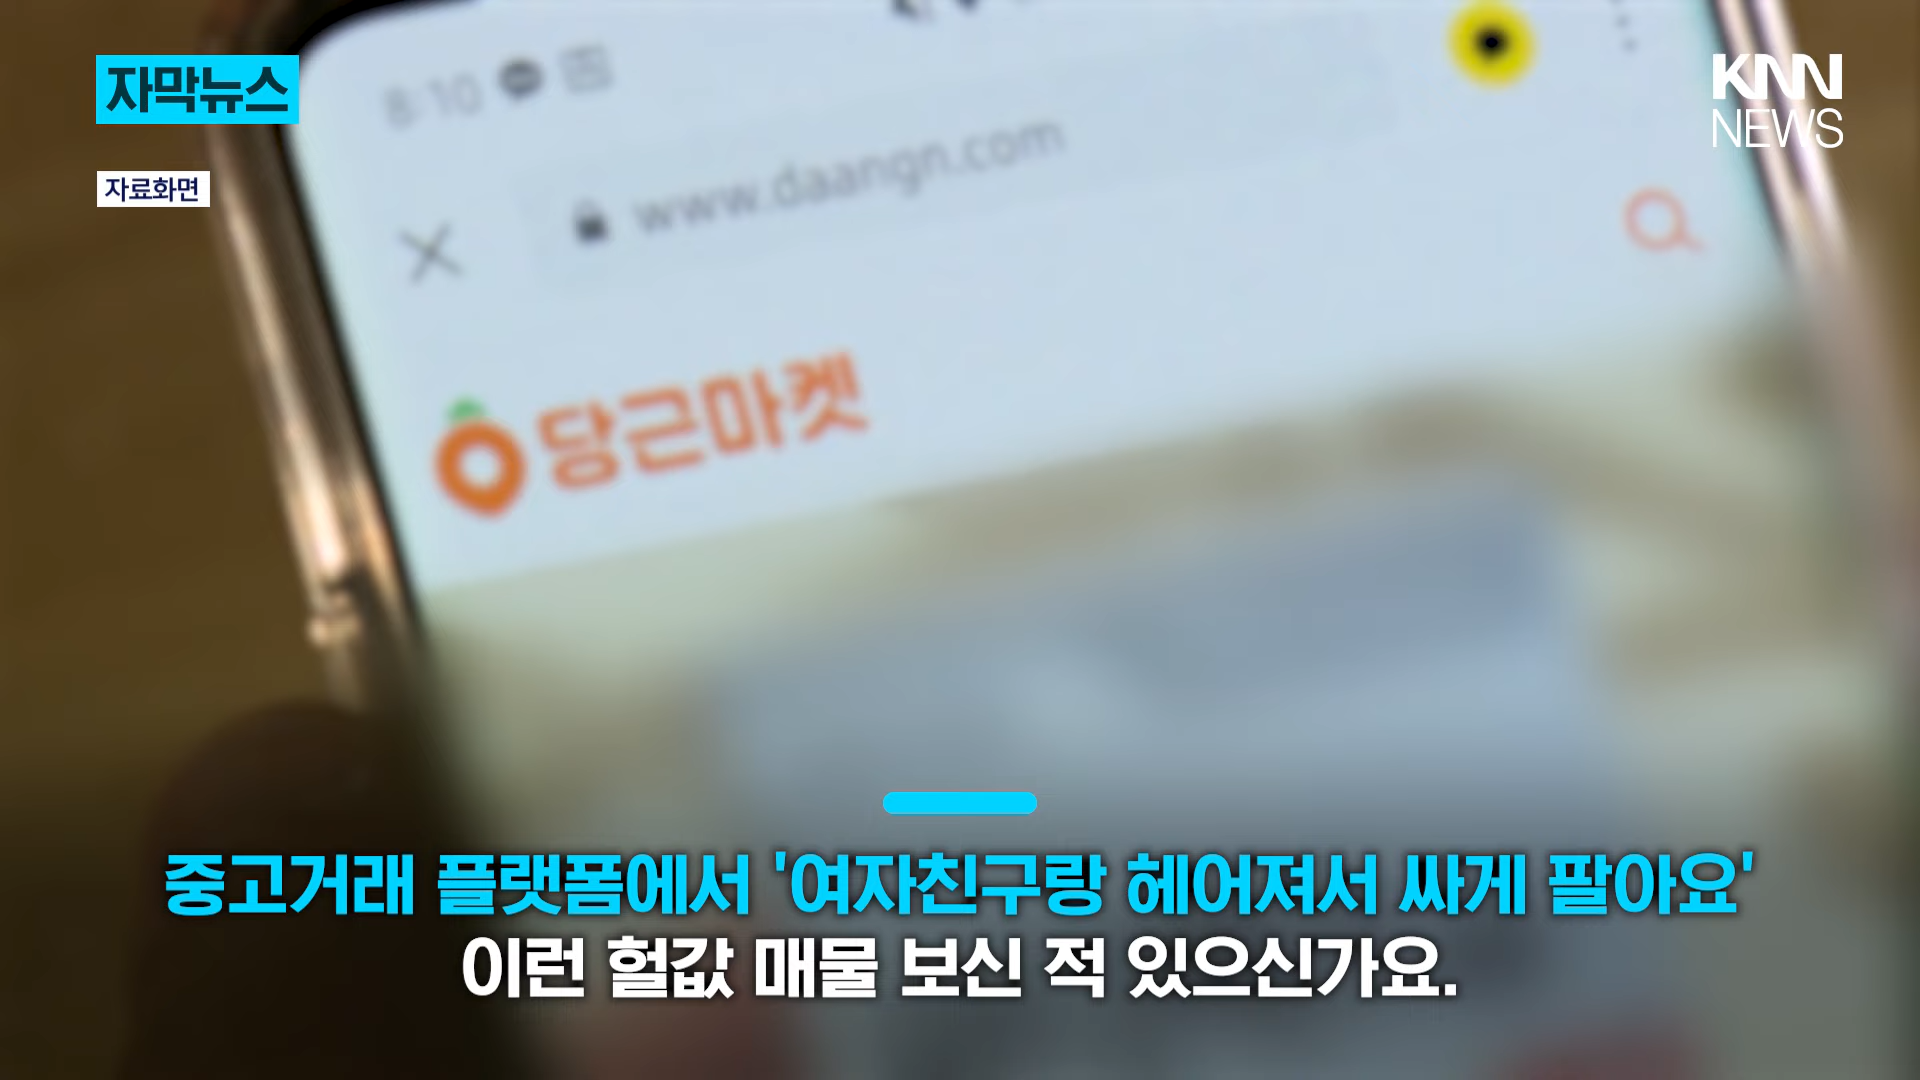 자막뉴스
KNN
NEWS
자료화면
8:10
www.daangn.com
당근마켓
중고거래 플랫폼에서 '여자친구랑 헤어져서 싸게 팔아요'
이런 헐값 매물 보신 적 있으신가요.